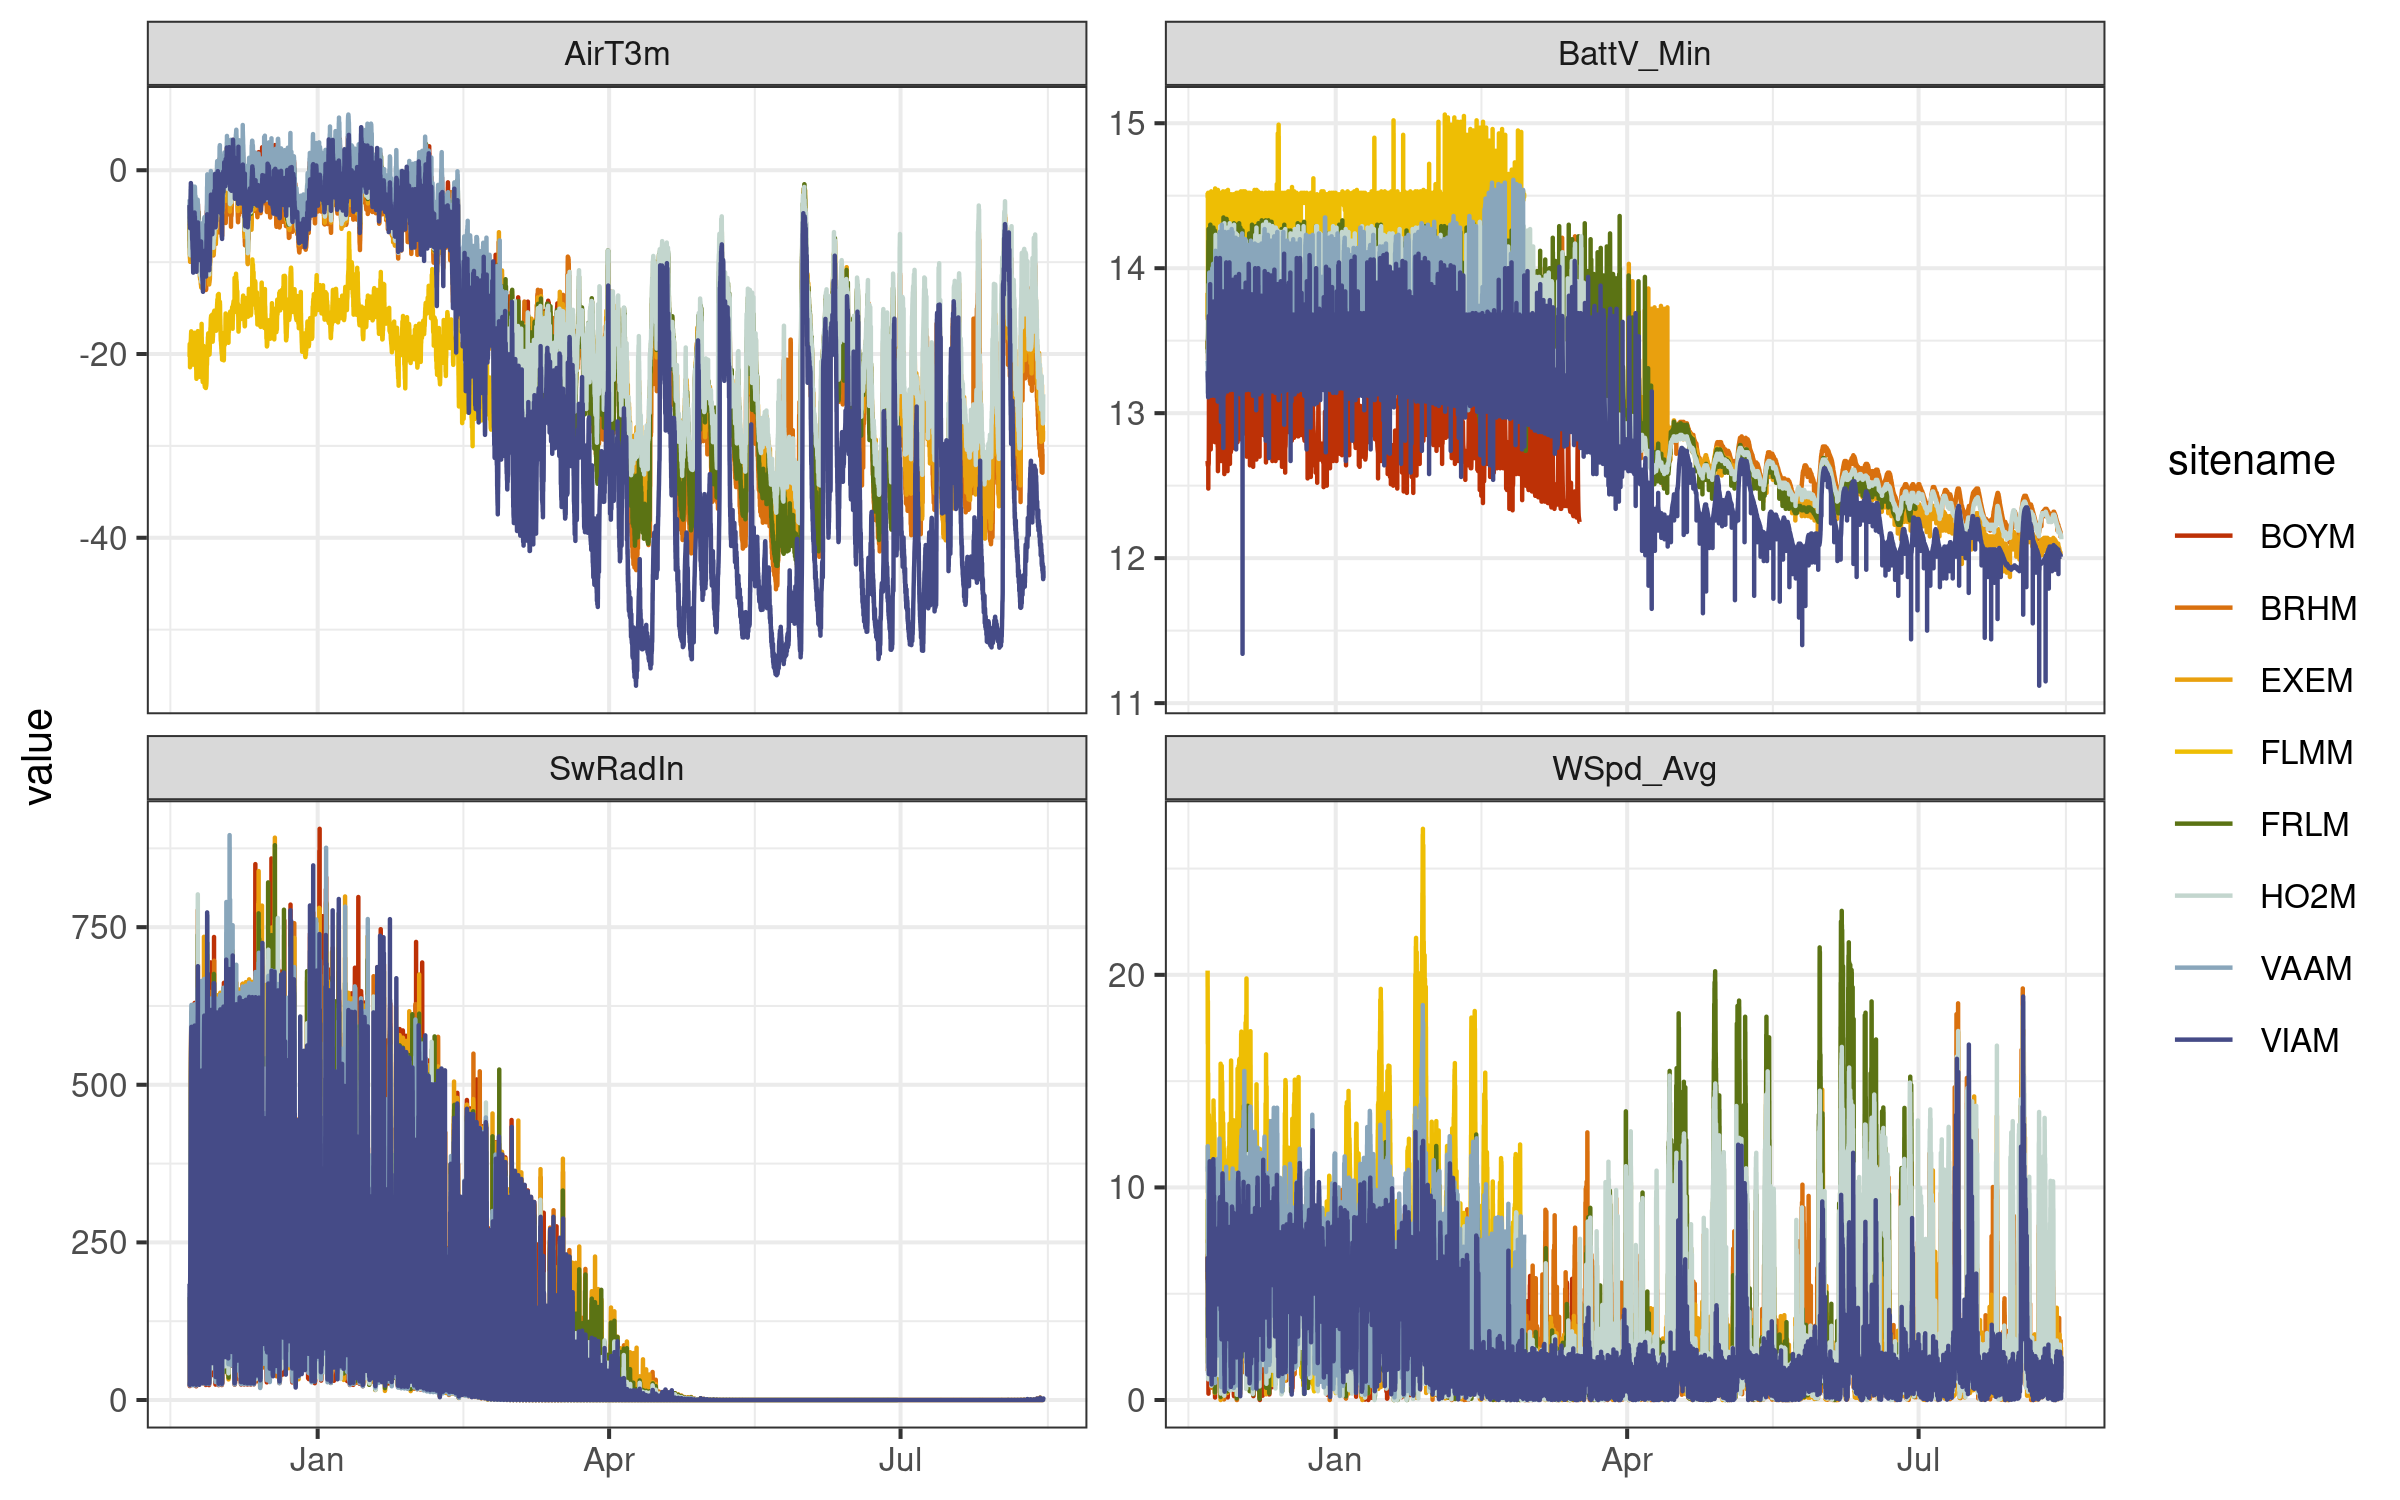 AirT3m
BattV_Min
0
-20
-40
15
14
13
12
11
value
SwRadIn
WSpd_Avg
750
500
250
0
20
10
0
Jan
Apr
Jul
Jan
Apr
Jul
sitename
BOYM
BRHM
EXEM
FLMM
FRLM
HO2M
VAAM
VIAM